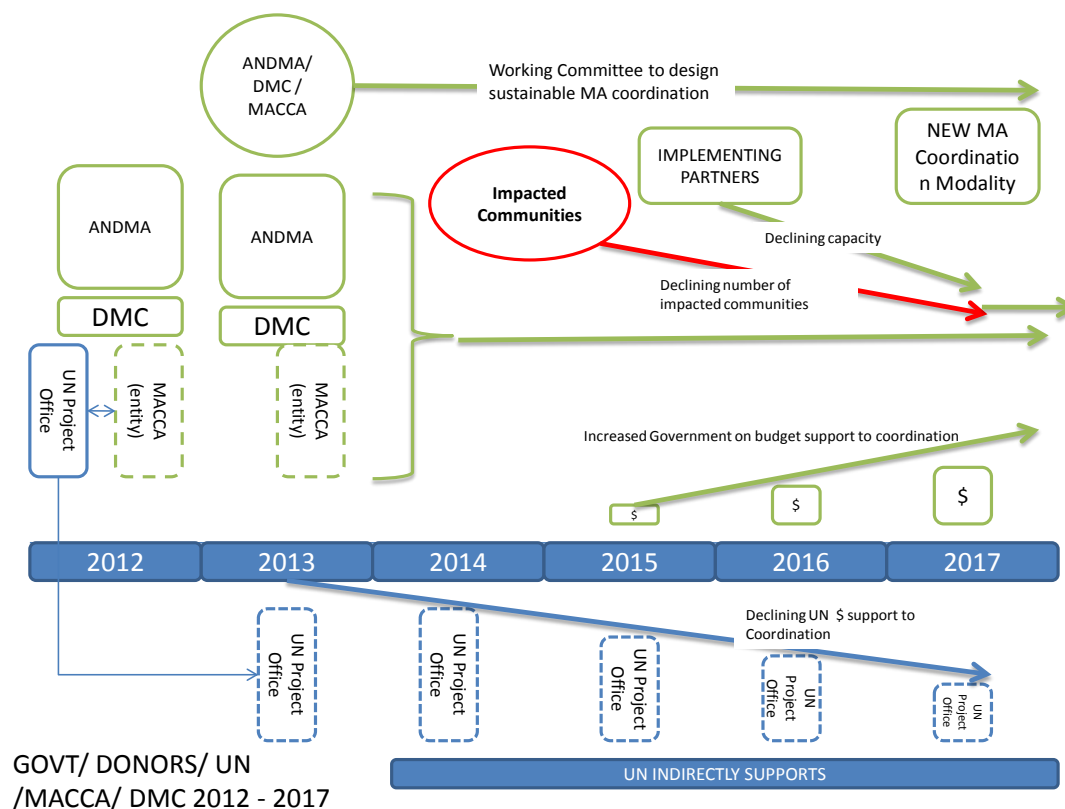 ANDMA/
DMC /
MACCA
Working Committee to design
sustainable MA coordination
NEW MA
Coordinatio
n Modality
IMPLEMENTING
PARTNERS
Impacted
Communities
ANDMA
ANDMA
Declining capacity
Declining number of
impacted communities
DMC
DMC
UN Project
Office
MACCA
(entity)
MACCA
(entity)
Increased Government on budget support to coordination
$
$
$
2012
2013
2014
2015
2016
2017
Declining UN $ support to
Coordination
UN Project
Office
UN Project
Office
UN Project
Office
UN
Project
Office
UN
Project
Office
GOVT/ DONORS/ UN
/MACCA/ DMC 2012 - 2017
UN INDIRECTLY SUPPORTS